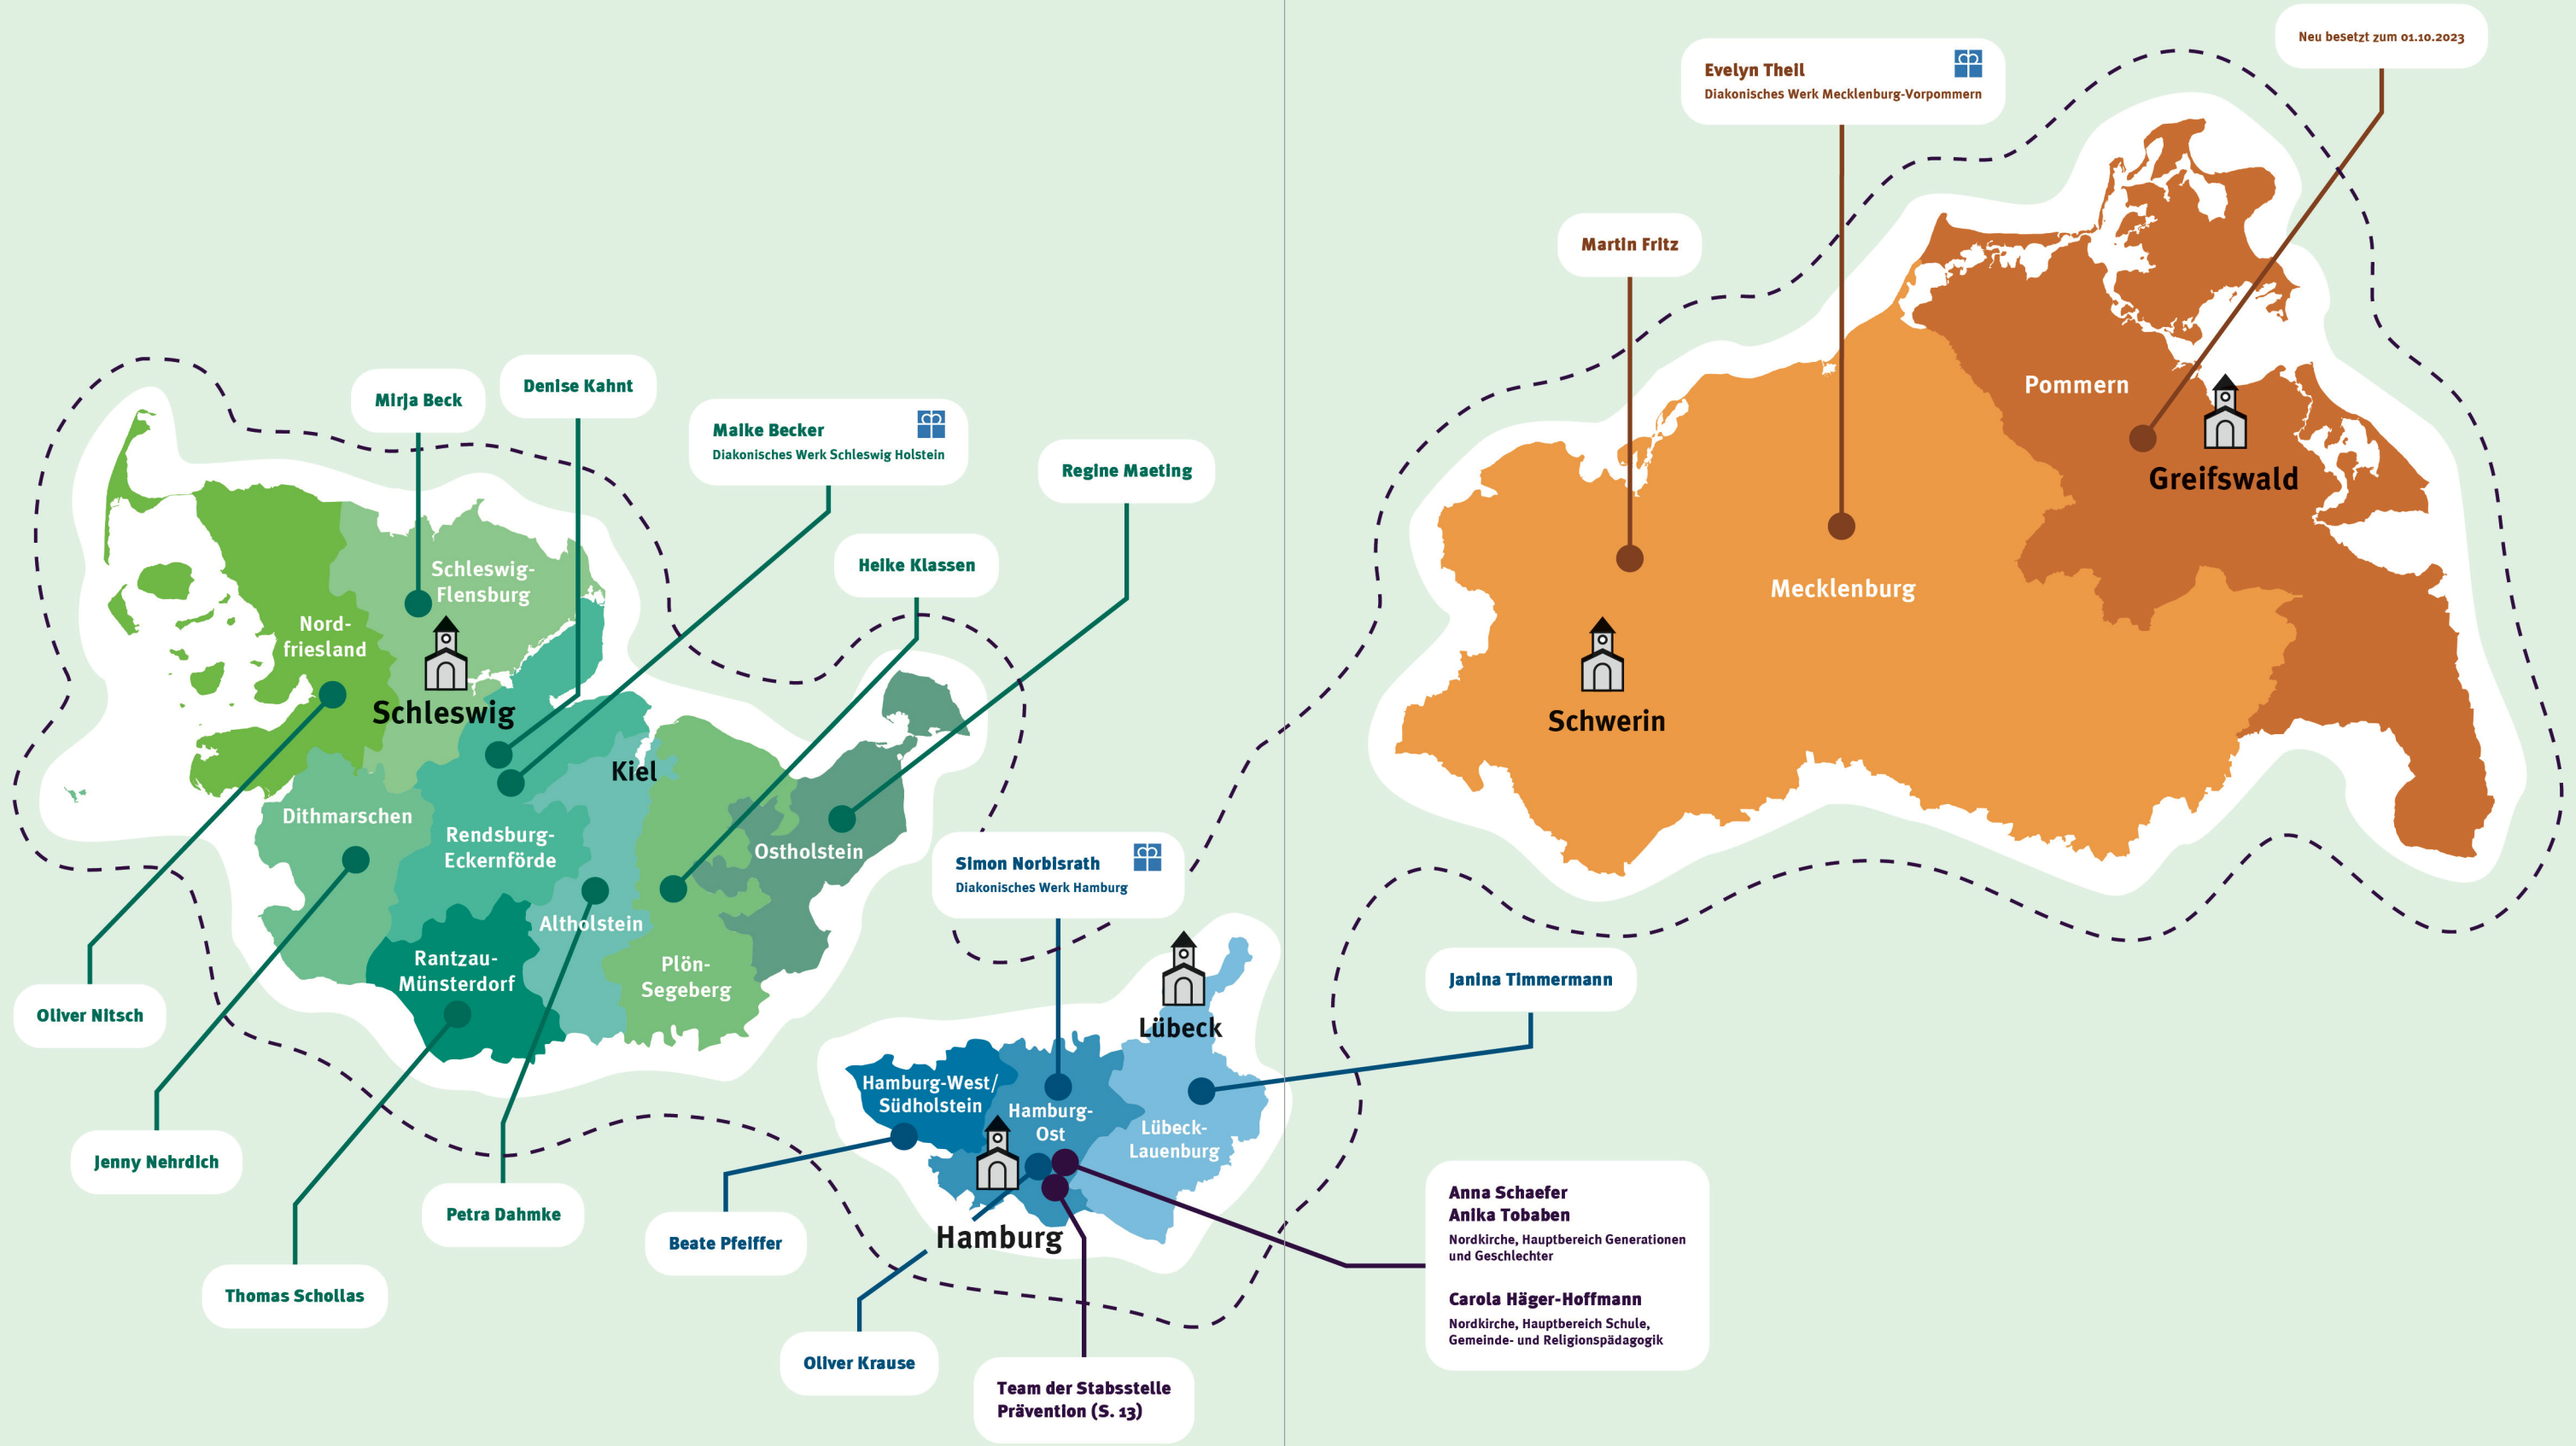 Neu besetzt zum 01.10.2023
Evelyn Theil
Diakonisches Werk Mecklenburg-Vorpommern
Martin Fritz
Pommern
Greifswald
Mecklenburg
Schwerin
Mirja Beck
Denise Kahnt
Maike Becker
Diakonisches Werk Schleswig Holstein
Regine Maeting
Heike Klassen
Schleswig-
Flensburg
Nord-
friesland
Schleswig
Kiel
Dithmarschen
Rendsburg-
Eckernförde
Ostholstein
Altholstein
Rantzau-
Münsterdorf
Plön-
Segeberg
Simon Norbisrath
Diakonisches Werk Hamburg
Oliver Nitsch
Lübeck
Janina Timmermann
Hamburg-West/
Südholstein
Hamburg-
Ost
Lübeck-
Lauenburg
Jenny Nehrdich
Petra Dahmke
Beate Pfeiffer
Hamburg
Thomas Schollas
Oliver Krause
Team der Stabsstelle
Prävention (S. 13)
Anna Schaefer
Anika Tobaben
Nordkirche, Hauptbereich Generationen
und Geschlechter
Carola Häger-Hoffmann
Nordkirche, Hauptbereich Schule,
Gemeinde- und Religionspädagogik